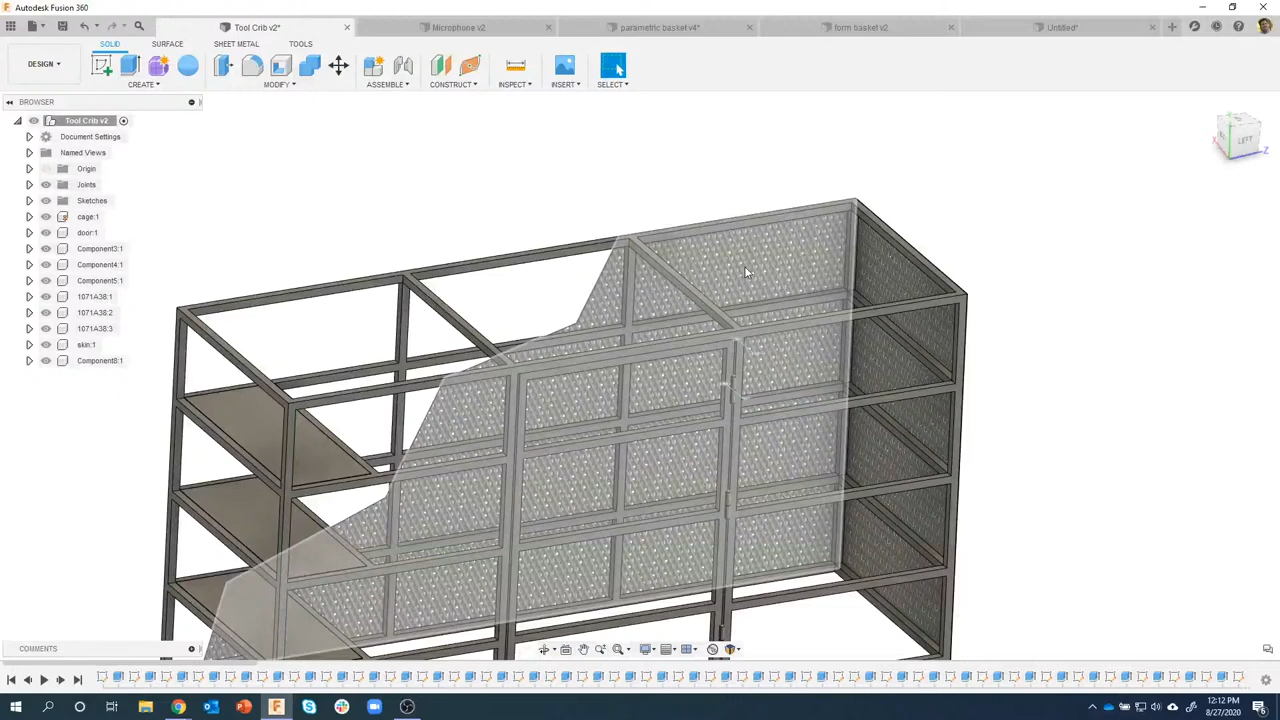 Autodesk Fusion 360
Tool Crib v2*
Microphone v2
parametric basket v4*
form basket v2
Untitled*
SOLID
SURFACE
SHEET METAL
TOOLS
DESIGN
CREATE
MODIFY
ASSEMBLE
CONSTRUCT
INSPECT
INSERT
SELECT
BROWSER
Tool Crib v2
Document Settings
Named Views
Origin
Joints
Sketches
cage:1
door:1
Component3:1
Component4:1
Component5:1
1071A38:1
1071A38:2
1071A38:3
skin:1
Component8:1
LEFT
X
Z
COMMENTS
12:12 PM
8/27/2020